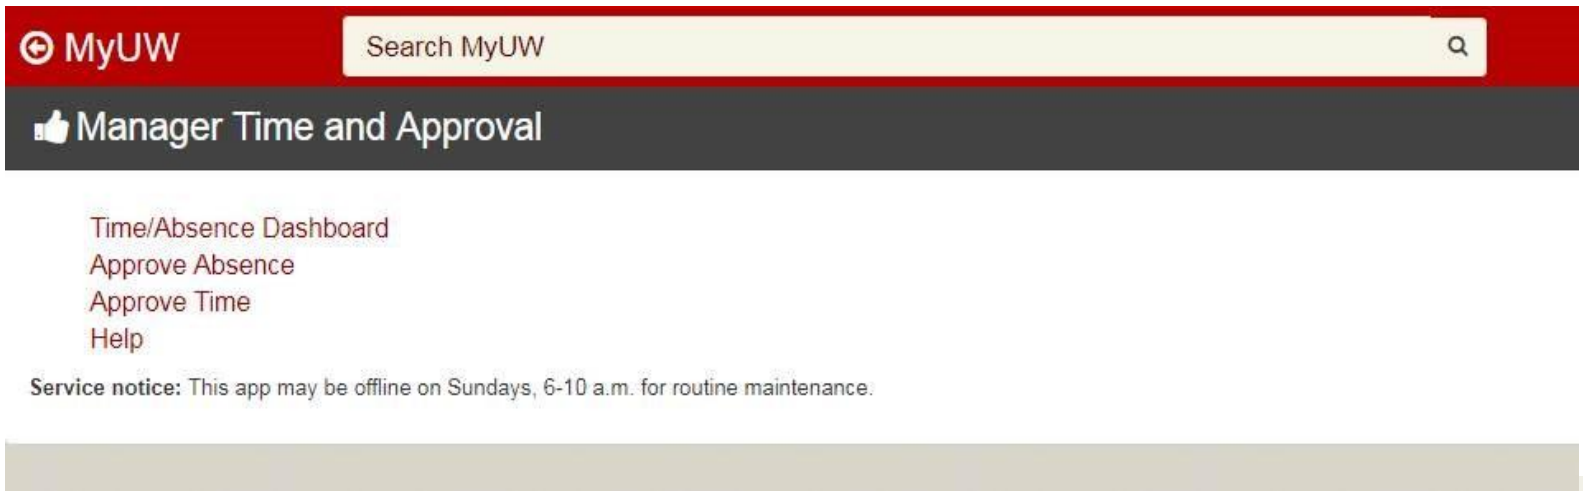 MyUW
Search MyUW
Manager Time and Approval
Time/Absence Dashboard
Approve Absence
Approve Time
Help
Service notice: This app may be offline on Sundays, 6-10 a.m. for routine maintenance.